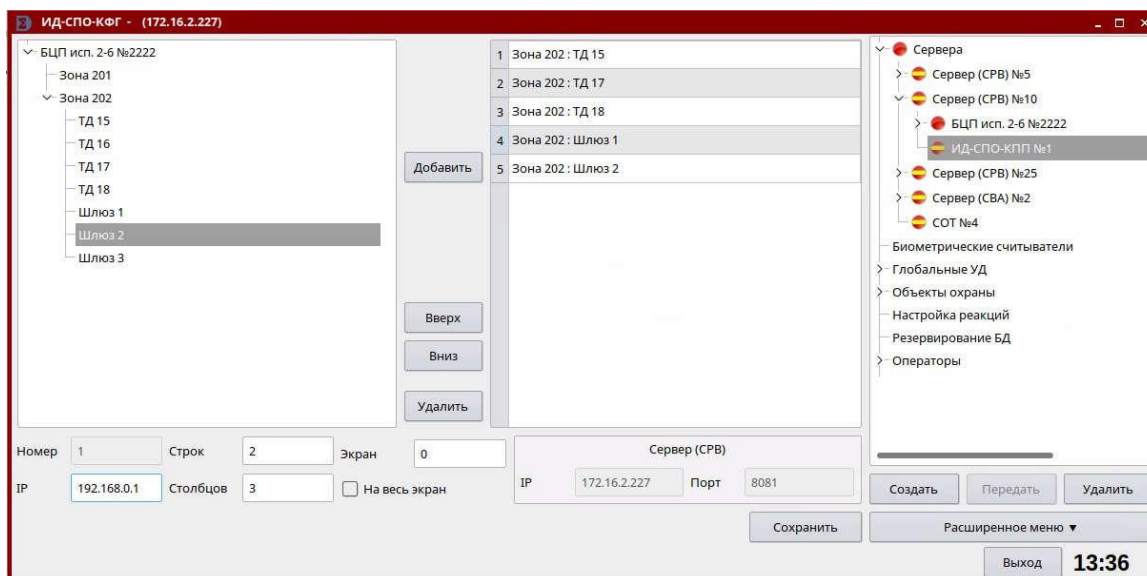 ИД-СПО-КФГ - (172.16.2.227)
БЦП исп. 2-6 №2222
Зона 201
Зона 202
ТД 15
ТД 16
ТД 17
ТД 18
Шлюз 1
Шлюз 2
Шлюз 3
Добавить
Вверх
Вниз
Удалить
1 Зона 202 : ТД 15
2 Зона 202 : ТД 17
3 Зона 202 : ТД 18
4 Зона 202 : Шлюз 1
5 Зона 202 : Шлюз 2
Сервера
Сервер (СРВ) №5
Сервер (СРВ) №10
БЦП исп. 2-6 №2222
ИД-СПО-КПП №1
Сервер (СРВ) №25
Сервер (СВА) №2
СОТ №4
Биометрические считыватели
Глобальные УД
Объекты охраны
Настройка реакций
Резервирование БД
Операторы
Номер 1 Строк 2 Экран 0
IP 192.168.0.1 Столбцов 3 На весь экран
Сервер (СРВ)
IP 172.16.2.227 Порт 8081
Сохранить
Создать Передать Удалить
Расширенное меню ▼
Выход 13:36